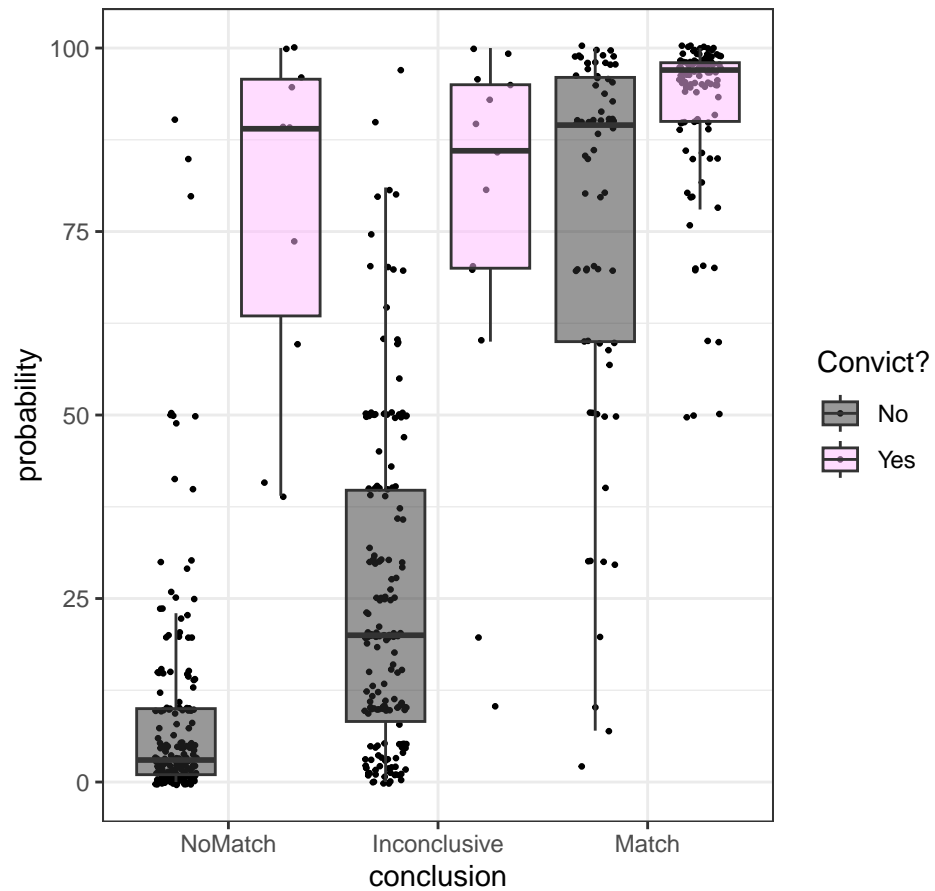 100
75
50
25
0
probability
NoMatch
Inconclusive
Match
conclusion
Convict?
No
Yes